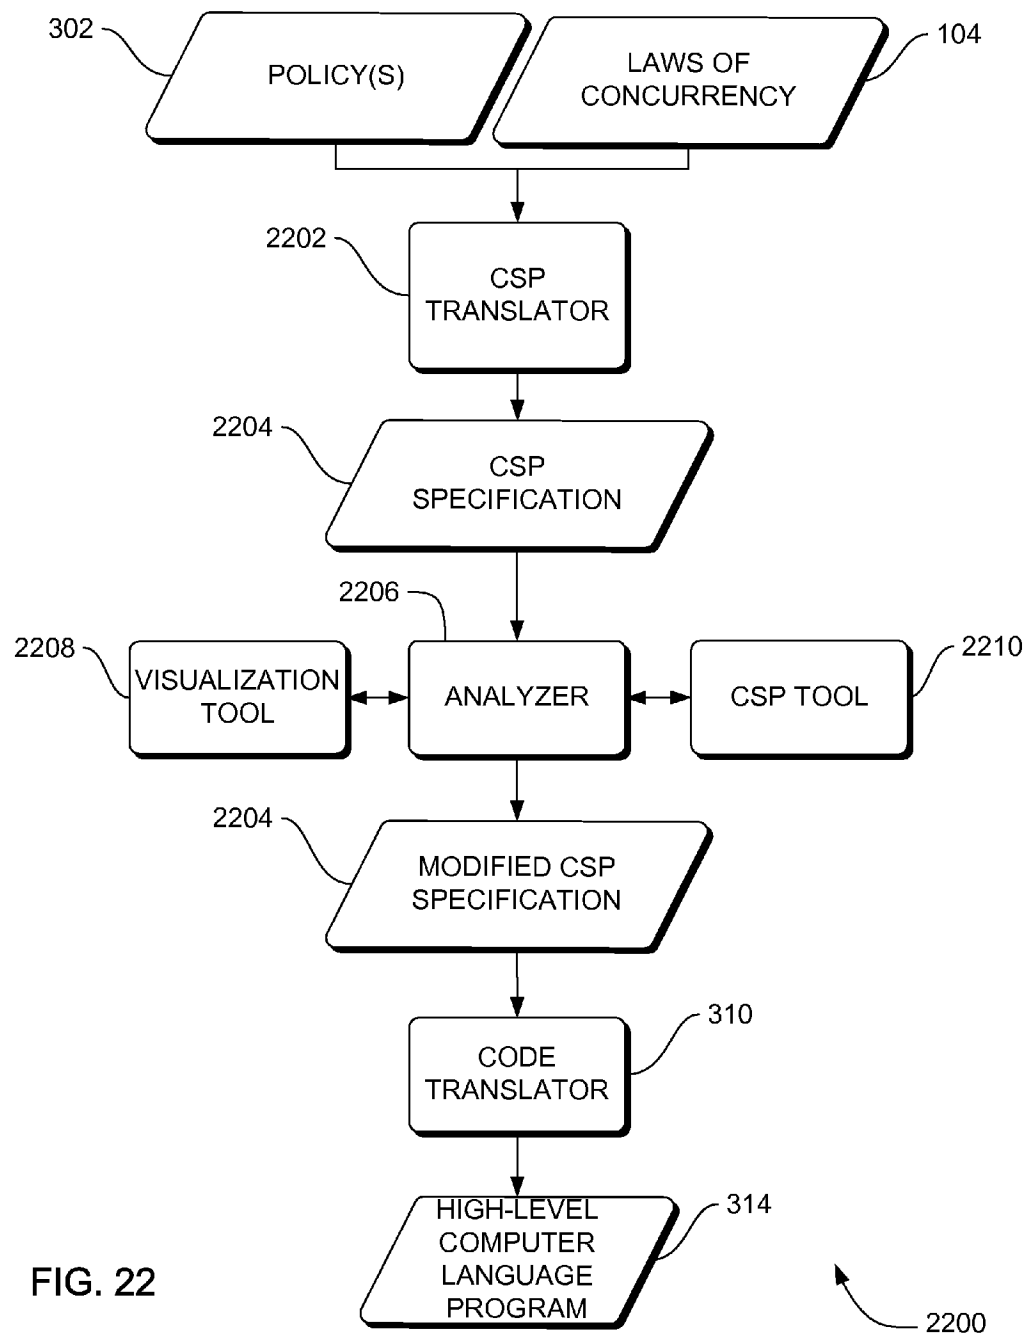 302
POLICY(S)
LAWS OF
CONCURRENCY
104
2202
CSP
TRANSLATOR
2204
CSP
SPECIFICATION
2206
2208
VISUALIZATION
TOOL
ANALYZER
CSP TOOL
2210
2204
MODIFIED CSP
SPECIFICATION
310
CODE
TRANSLATOR
314
HIGH-LEVEL
COMPUTER
LANGUAGE
PROGRAM
FIG. 22
2200